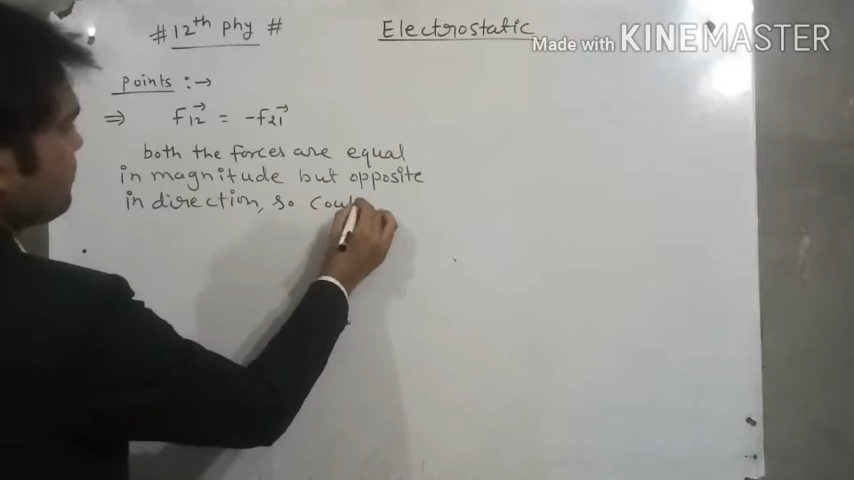 # 12th phy #
Electrostatic
Made with KINEMASTER
points :→
⇒ F12→ = -F21→
both the forces are equal
in magnitude but opposite
in direction, so Coul